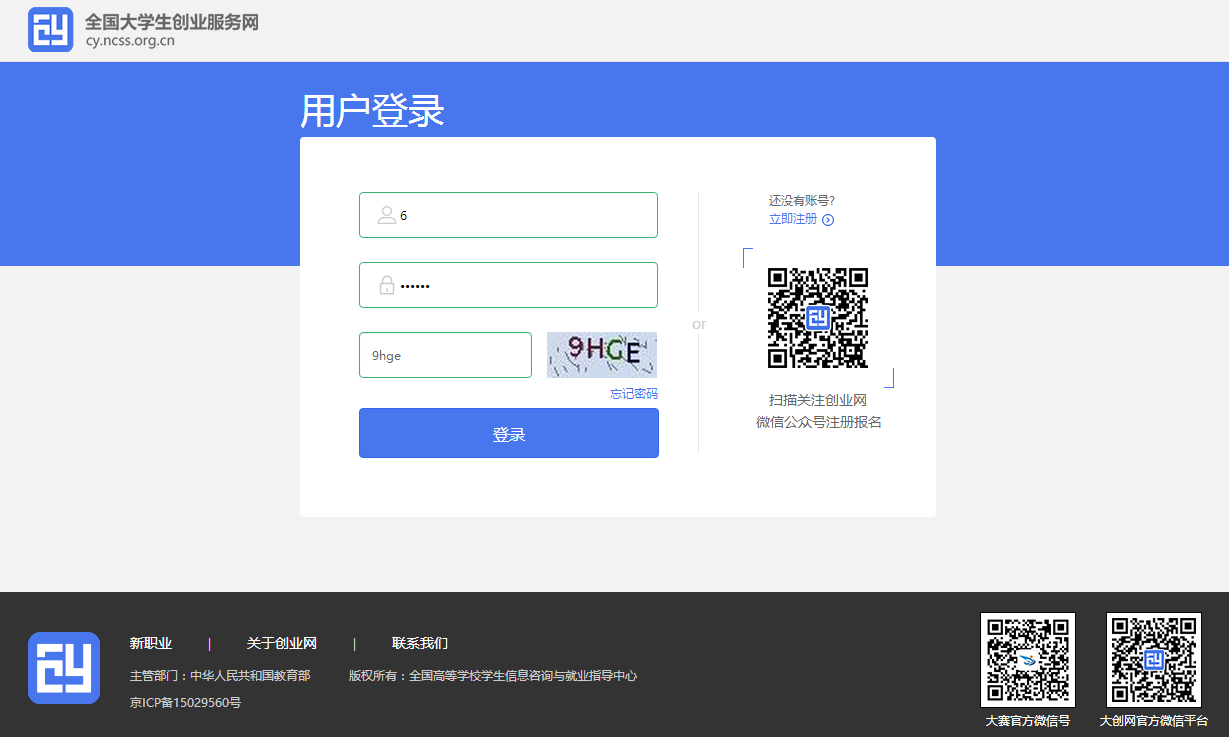 全国大学生创业服务网
cy.ncss.org.cn
用户登录
6
••••••
9hge
9HGE
忘记密码
登录
or
还没有账号?
立即注册
扫描关注创业网
微信公众号注册报名
新职业 | 关于创业网 | 联系我们
主管部门：中华人民共和国教育部 版权所有：全国高等学校学生信息咨询与就业指导中心
京ICP备15029560号
大赛官方微信号
大创网官方微信平台